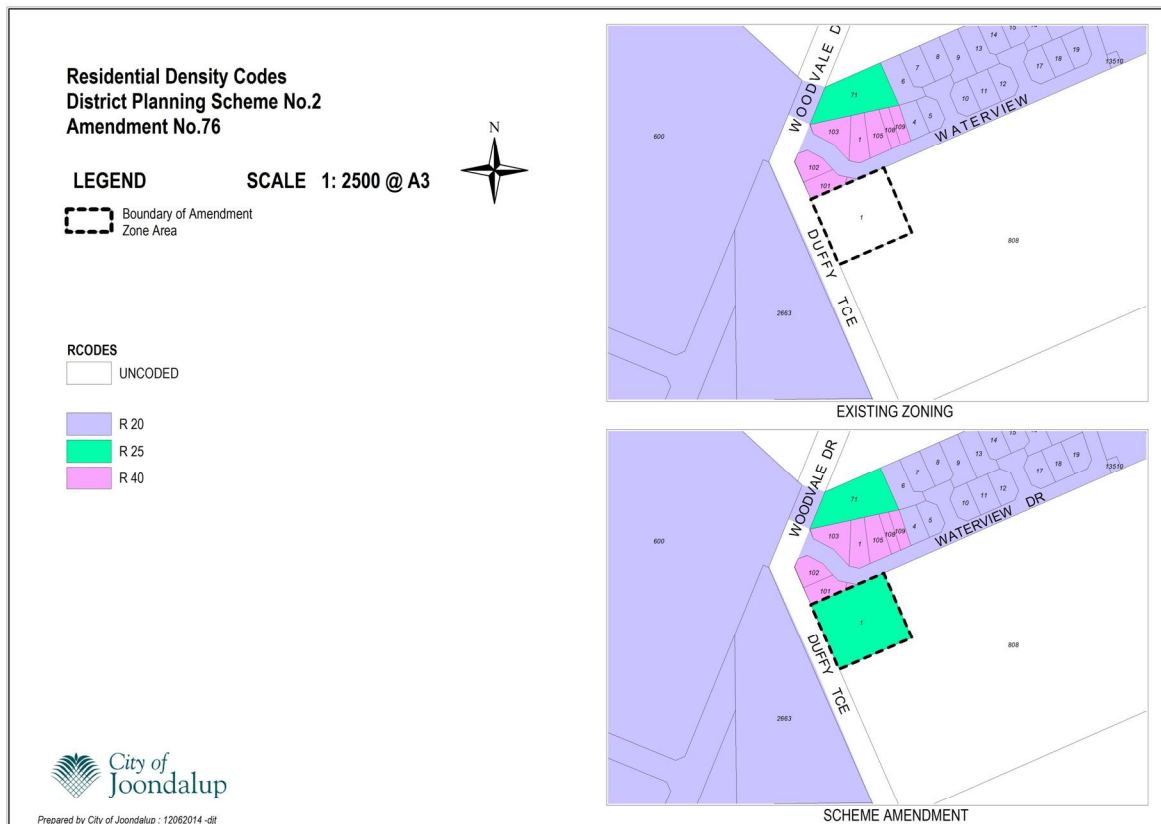 Residential Density Codes
District Planning Scheme No.2
Amendment No.76
LEGEND
SCALE 1: 2500 @ A3
N
Boundary of Amendment
Zone Area
RCODES
UNCODED
R 20
R 25
R 40
City of
Joondalup
Prepared by City of Joondalup : 12062014 -djt
WOODVALE D
600
71
6
7
8
9
13
14
15
17
18
19
13510
10
11
12
4
5
103
1
105
108
109
WATERVIEW
102
101
1
DUFFY TCE
808
2663
EXISTING ZONING
WOODVALE DR
600
71
6
7
8
9
13
14
15
17
18
19
13510
10
11
12
4
5
103
1
105
108
109
WATERVIEW DR
102
101
1
DUFFY TCE
808
2663
SCHEME AMENDMENT